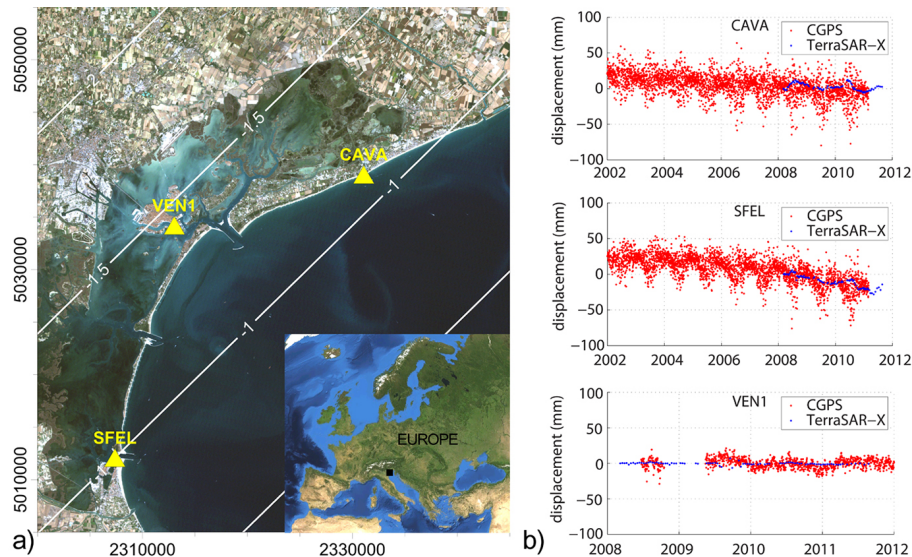 5050000
5030000
5010000
2310000
2330000
-2
-1.5
-1.5
-1
-1
CAVA
VEN1
SFEL
EUROPE
a)
b)
CAVA
CGPS
TerraSAR-X
displacement (mm)
100
50
0
−50
−100
2002 2004 2006 2008 2010 2012
SFEL
CGPS
TerraSAR-X
displacement (mm)
100
50
0
−50
−100
2002 2004 2006 2008 2010 2012
VEN1
CGPS
TerraSAR-X
displacement (mm)
100
50
0
−50
−100
2008 2009 2010 2011 2012